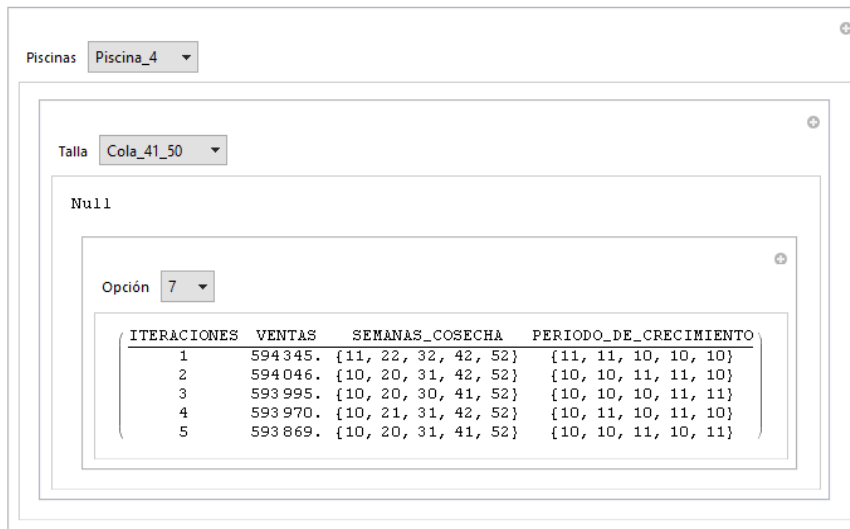 Piscinas Piscina_4
Talla Cola_41_50
Null
Opción 7
ITERACIONES VENTAS SEMANAS_COSECHA PERIODO_DE_CRECIMIENTO
1 594345. {11, 22, 32, 42, 52} {11, 11, 10, 10, 10}
2 594046. {10, 20, 31, 42, 52} {10, 10, 11, 11, 10}
3 593995. {10, 20, 30, 41, 52} {10, 10, 10, 11, 11}
4 593970. {10, 21, 31, 42, 52} {10, 11, 10, 11, 10}
5 593869. {10, 20, 31, 41, 52} {10, 10, 11, 10, 11}